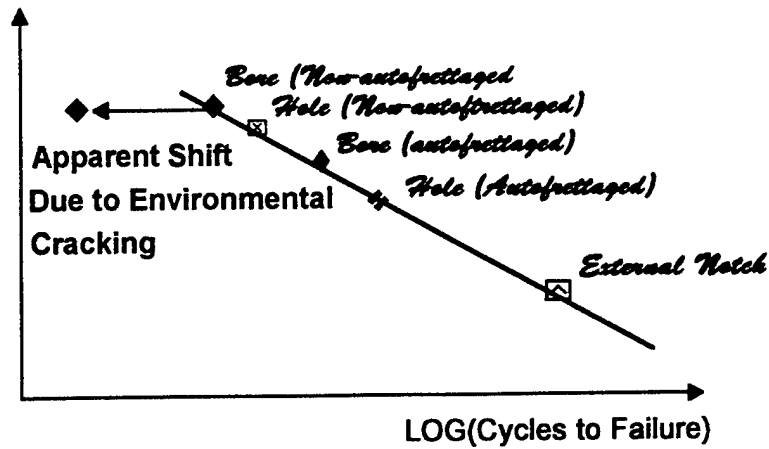 Bore (Non-autofrettaged
Hole (Non-autoftrettaged)
Bore (autofrettaged)
Apparent Shift
Due to Environmental
Cracking
Hole (Autofrettaged)
External Notch
LOG(Cycles to Failure)